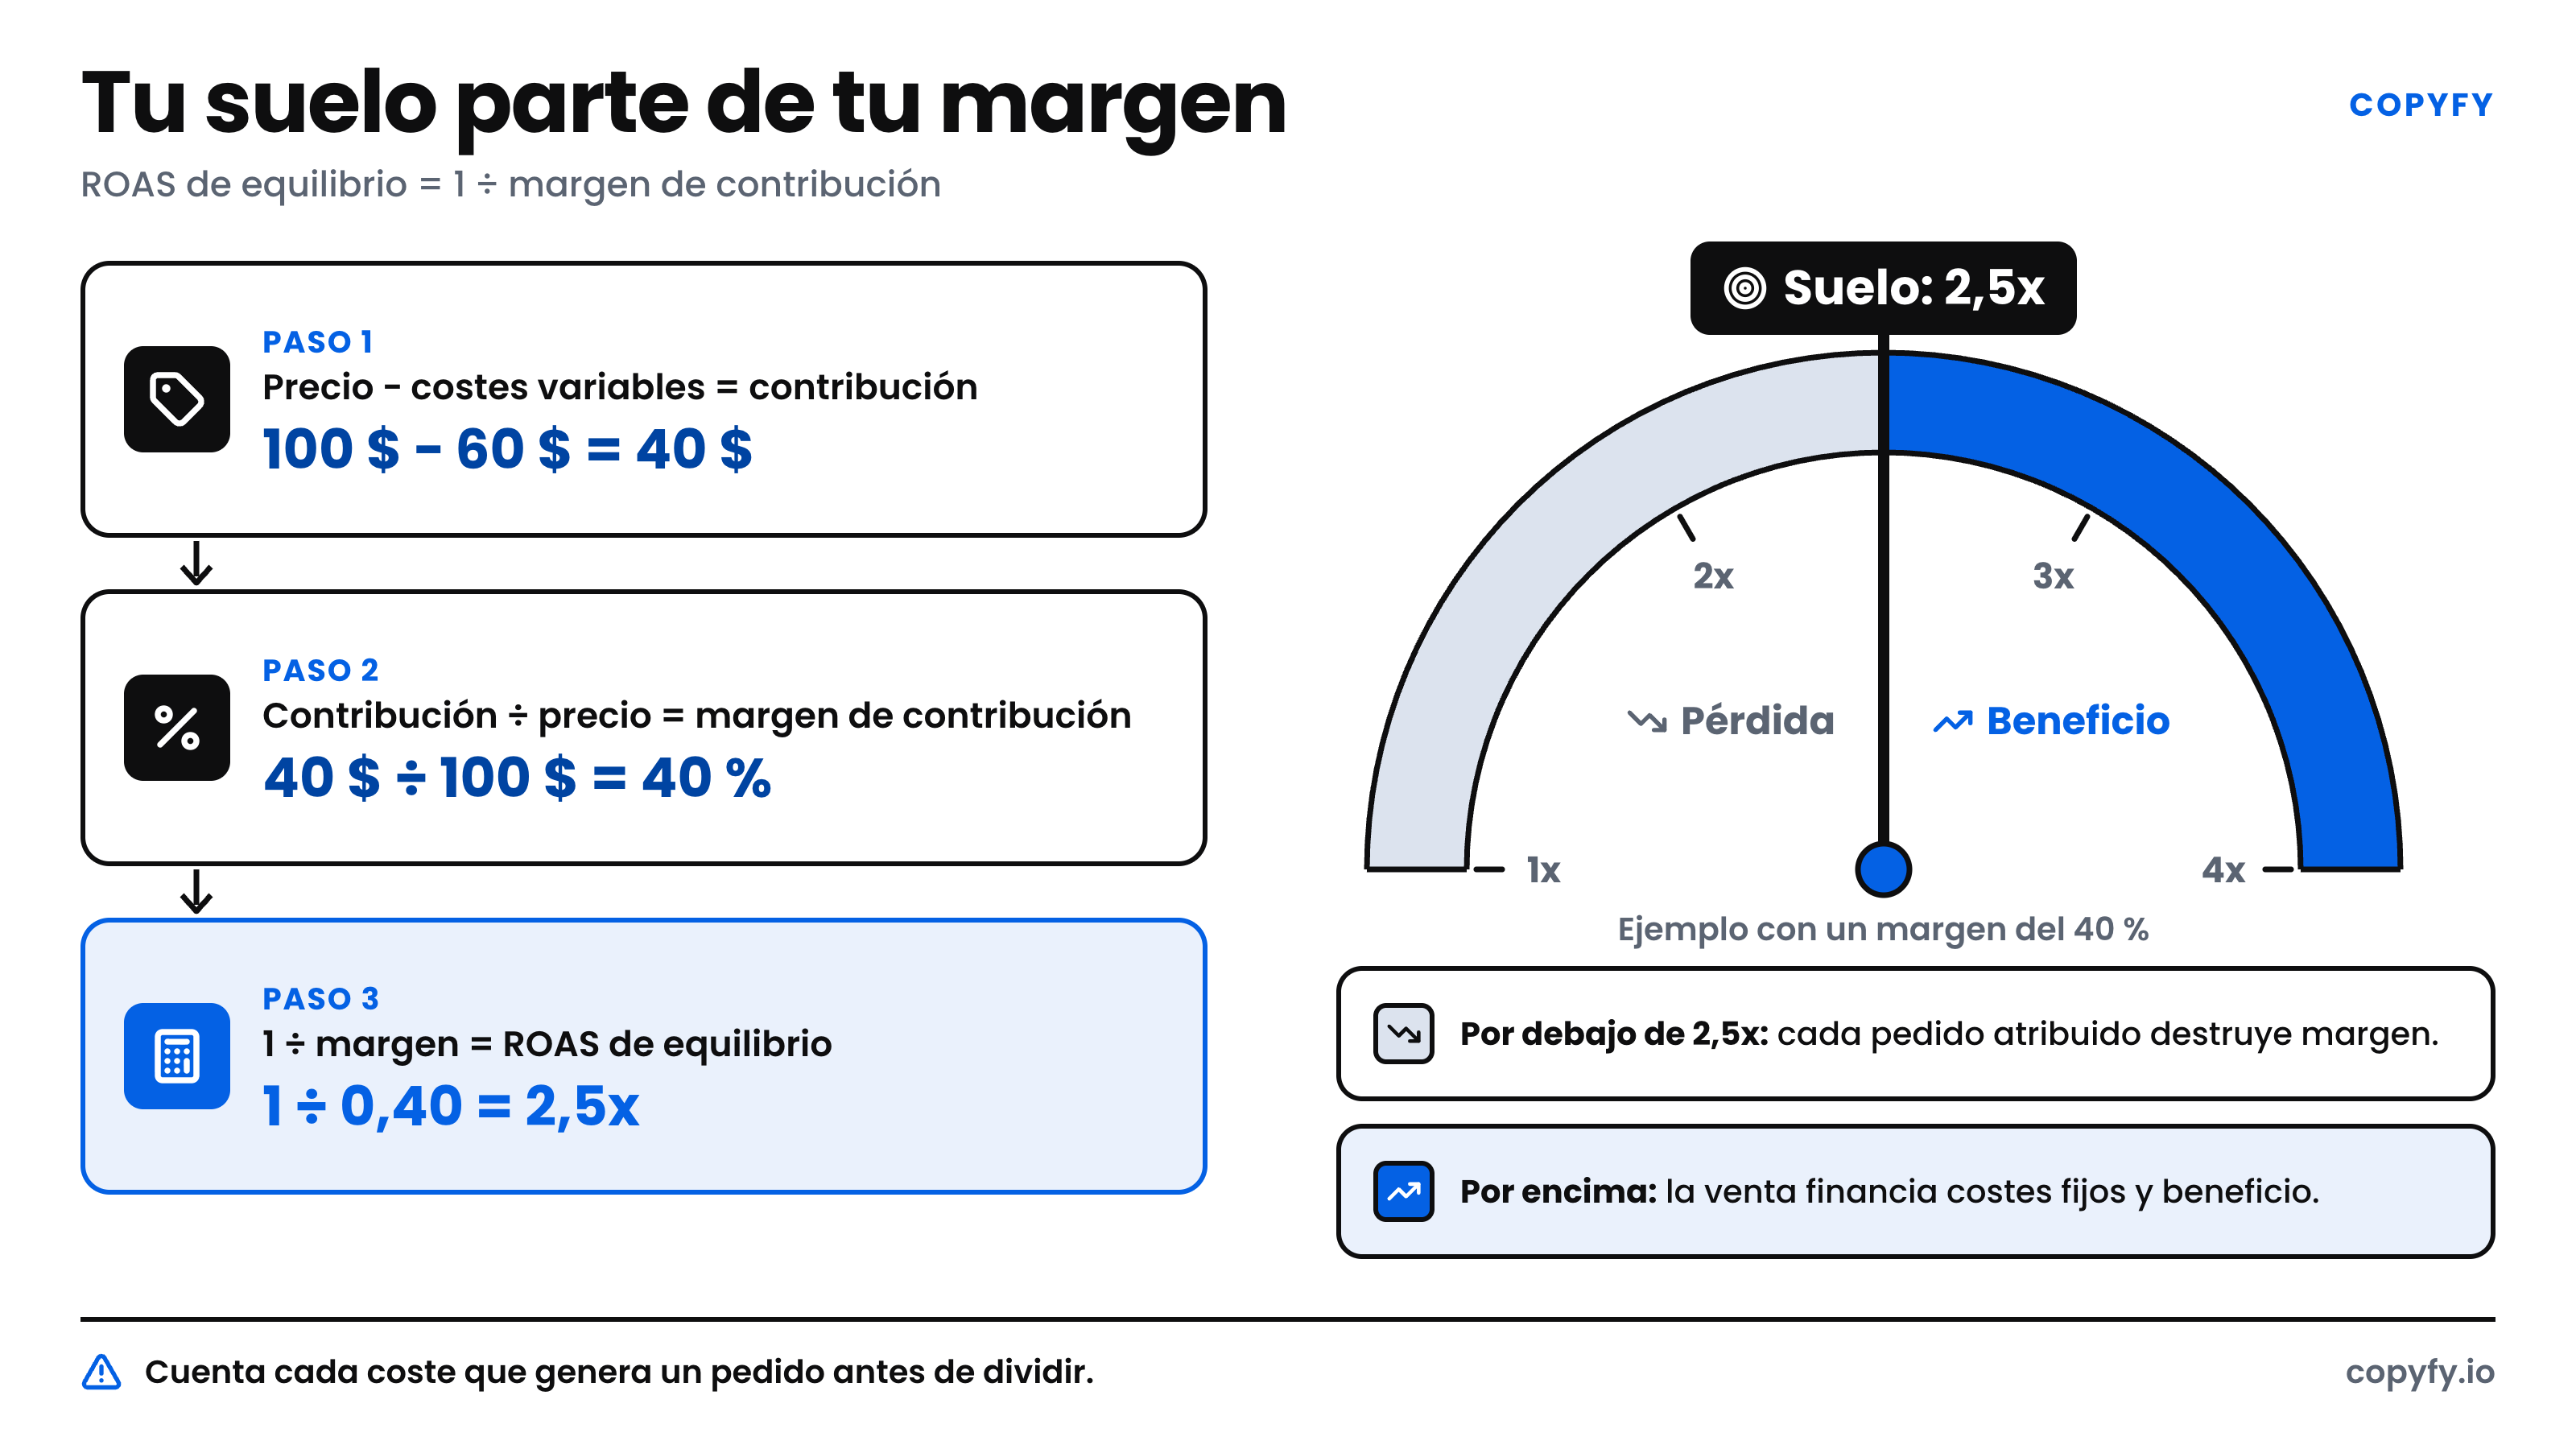 Tu suelo parte de tu margen
COPYFY
ROAS de equilibrio = 1 ÷ margen de contribución
PASO 1
Precio - costes variables = contribución
100 $ - 60 $ = 40 $
PASO 2
Contribución ÷ precio = margen de contribución
40 $ ÷ 100 $ = 40 %
PASO 3
1 ÷ margen = ROAS de equilibrio
1 ÷ 0,40 = 2,5x
Suelo: 2,5x
2x
3x
Pérdida
Beneficio
1x
4x
Ejemplo con un margen del 40 %
Por debajo de 2,5x: cada pedido atribuido destruye margen.
Por encima: la venta financia costes fijos y beneficio.
Cuenta cada coste que genera un pedido antes de dividir.
copyfy.io